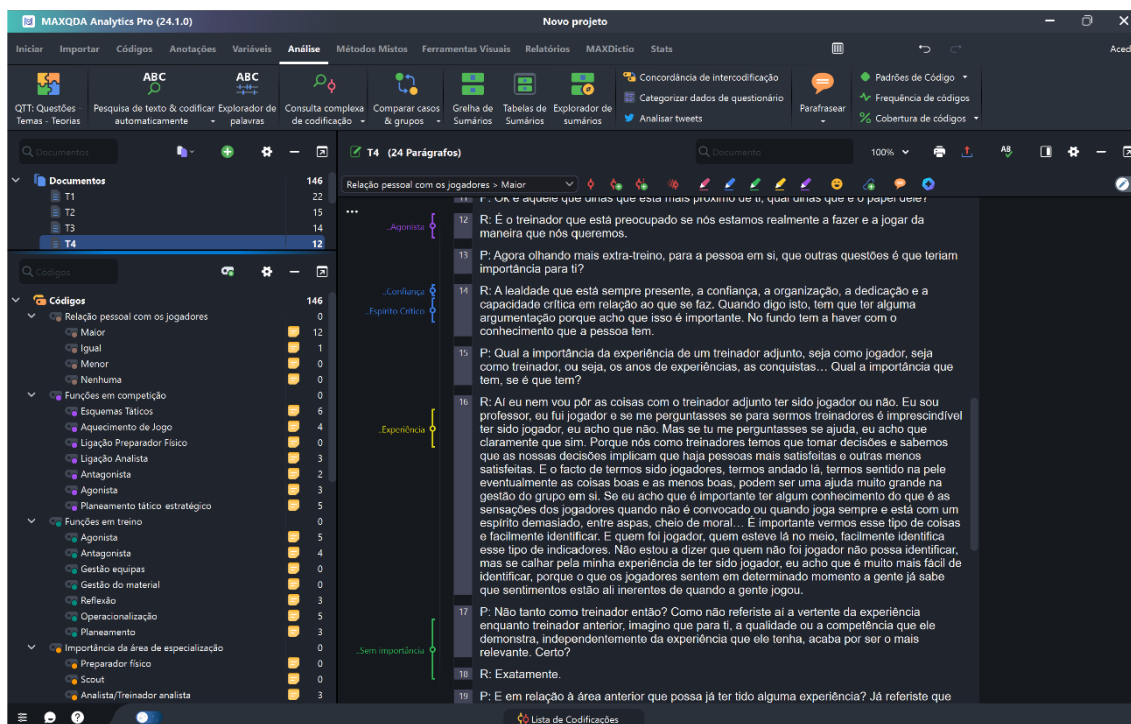 MAXQDA Analytics Pro (24.1.0)
Novo projeto
Iniciar Importar Códigos Anotações Variáveis Análise Métodos Mistos Ferramentas Visuais Relatórios MAXDictio Stats
Aced
QTT: Questões - Temas - Teorias
Pesquisa de texto & codificar automaticamente
Explorador de palavras
Consulta complexa de codificação
Comparar casos & grupos
Grelha de Sumários
Tabelas de Sumários
Explorador de sumários
Concordância de intercodificação
Categorizar dados de questionário
Analisar tweets
Parafrasear
Padrões de Código
Frequência de códigos
Cobertura de códigos
Documentos
Documentos 146
T1 22
T2 15
T3 14
T4 12
Códigos
Códigos 146
Relação pessoal com os jogadores 0
Maior 12
Igual 1
Menor 0
Nenhuma 0
Funções em competição 0
Esquemas Táticos 6
Aquecimento de Jogo 4
Ligação Preparador Físico 0
Ligação Analista 3
Antagonista 2
Agonista 3
Planeamento tático estratégico 5
Funções em treino 0
Agonista 5
Antagonista 4
Gestão equipas 0
Gestão do material 0
Reflexão 3
Operacionalização 5
Planeamento 3
Importância da área de especialização 0
Preparador físico 0
Scout 0
Analista/Treinador analista 3
T4 (24 Parágrafos)
Documento
100%
Relação pessoal com os jogadores > Maior
11 P: Ok e aquele que dirias que está mais próximo de ti, qual dirias que é o papel dele?
..Agonista
12 R: É o treinador que está preocupado se nós estamos realmente a fazer e a jogar da
maneira que nós queremos.
13 P: Agora olhando mais extra-treino, para a pessoa em si, que outras questões é que teriam
importância para ti?
..Confiança
..Espírito Crítico
14 R: A lealdade que está sempre presente, a confiança, a organização, a dedicação e a
capacidade crítica em relação ao que se faz. Quando digo isto, tem que ter alguma
argumentação porque acho que isso é importante. No fundo tem a haver com o
conhecimento que a pessoa tem.
15 P: Qual a importância da experiência de um treinador adjunto, seja como jogador, seja
como treinador, ou seja, os anos de experiências, as conquistas… Qual a importância que
tem, se é que tem?
..Experiência
16 R: Aí eu nem vou pôr as coisas com o treinador adjunto ter sido jogador ou não. Eu sou
professor, eu fui jogador e se me perguntasses se para sermos treinadores é imprescindível
ter sido jogador, eu acho que não. Mas se tu me perguntasses se ajuda, eu acho que
claramente que sim. Porque nós como treinadores temos que tomar decisões e sabemos
que as nossas decisões implicam que haja pessoas mais satisfeitas e outras menos
satisfeitas. E o facto de termos sido jogadores, termos andado lá, termos sentido na pele
eventualmente as coisas boas e as menos boas, podem ser uma ajuda muito grande na
gestão do grupo em si. Se eu acho que é importante ter algum conhecimento do que é as
sensações dos jogadores quando não é convocado ou quando joga sempre e está com um
espírito demasiado, entre aspas, cheio de moral… É importante vermos esse tipo de coisas
e facilmente identificar. E quem foi jogador, quem esteve lá no meio, facilmente identifica
esse tipo de indicadores. Não estou a dizer que quem não foi jogador não possa identificar,
mas se calhar pela minha experiência de ter sido jogador, eu acho que é muito mais fácil de
identificar, porque o que os jogadores sentem em determinado momento a gente já sabe
que sentimentos estão ali inerentes de quando a gente jogou.
17 P: Não tanto como treinador então? Como não referiste aí a vertente da experiência
enquanto treinador anterior, imagino que para ti, a qualidade ou a competência que ele
demonstra, independentemente da experiência que ele tenha, acaba por ser o mais
relevante. Certo?
..Sem importância
18 R: Exatamente.
19 P: E em relação à área anterior que possa já ter tido alguma experiência? Já referiste que
Lista de Codificações